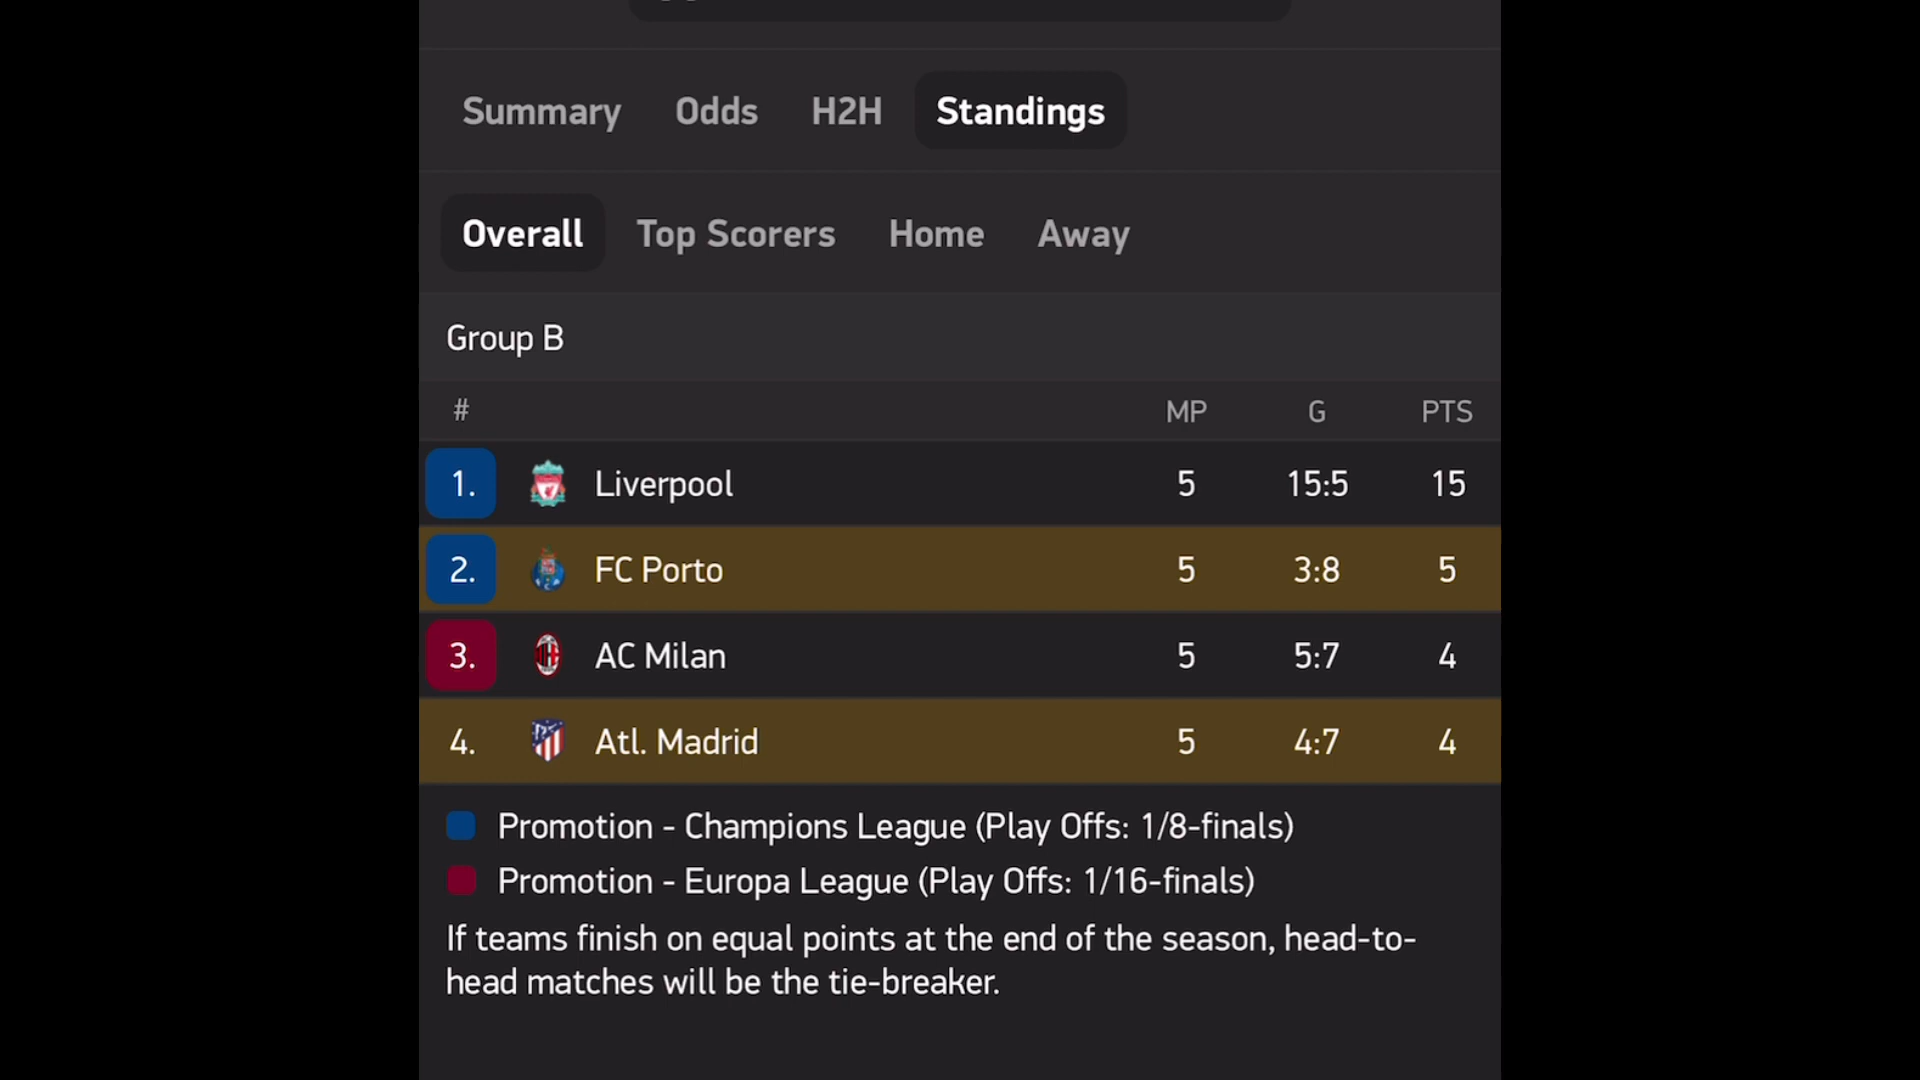 Summary Odds H2H Standings
Overall Top Scorers Home Away
Group B
# MP G PTS
1. Liverpool 5 15:5 15
2. FC Porto 5 3:8 5
3. AC Milan 5 5:7 4
4. Atl. Madrid 5 4:7 4
Promotion - Champions League (Play Offs: 1/8-finals)
Promotion - Europa League (Play Offs: 1/16-finals)
If teams finish on equal points at the end of the season, head-to-
head matches will be the tie-breaker.